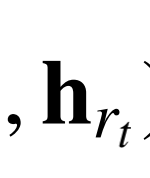 , 𝐡_{r_t})